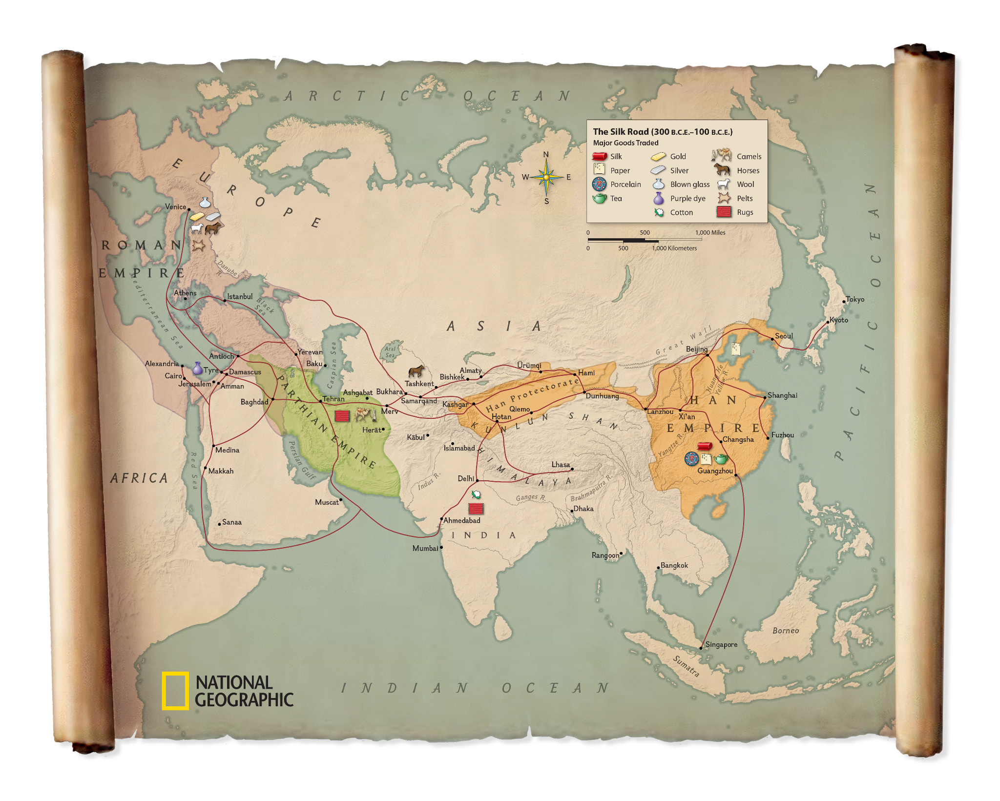 ARCTIC OCEAN
The Silk Road (300 B.C.E.–100 B.C.E.)
Major Goods Traded
Silk
Gold
Camels
Paper
Silver
Horses
Porcelain
Blown glass
Wool
Tea
Purple dye
Pelts
Cotton
Rugs
0 500 1,000 Miles
0 500 1,000 Kilometers
N
W E
S
EUROPE
Venice
ROMAN
EMPIRE
Danube
R.
Mediterranean Sea
Athens
Istanbul
Black
Sea
ASIA
Tokyo
Kyoto
Seoul
Great Wall
Beijing
Aral
Sea
Caspian Sea
Yerevan
Baku
Antioch
Alexandria
Tyre
Damascus
Cairo
Jerusalem
Amman
Baghdad
PARTHIAN EMPIRE
Tehran
Ashgabat
Bukhara
Merv
Samarqand
Tashkent
Bishkek
Almaty
Ürümqi
Hami
Han Protectorate
Kashgar
Qiemo
Hotan
Dunhuang
KUNLUN SHAN
Lanzhou
Xi'an
Huang He
Yellow R.
HAN
EMPIRE
Shanghai
Fuzhou
Changsha
Yangtze R.
Guangzhou
Herāt
Kābul
Islamabad
HIMALAYA
Lhasa
Delhi
Indus R.
Ganges R.
Brahmaputra R.
Dhaka
Ahmedabad
INDIA
Mumbai
Medina
Makkah
Red Sea
Persian Gulf
Muscat
Sanaa
AFRICA
Rangoon
Bangkok
Singapore
Borneo
Sumatra
PACIFIC OCEAN
INDIAN OCEAN
NATIONAL
GEOGRAPHIC